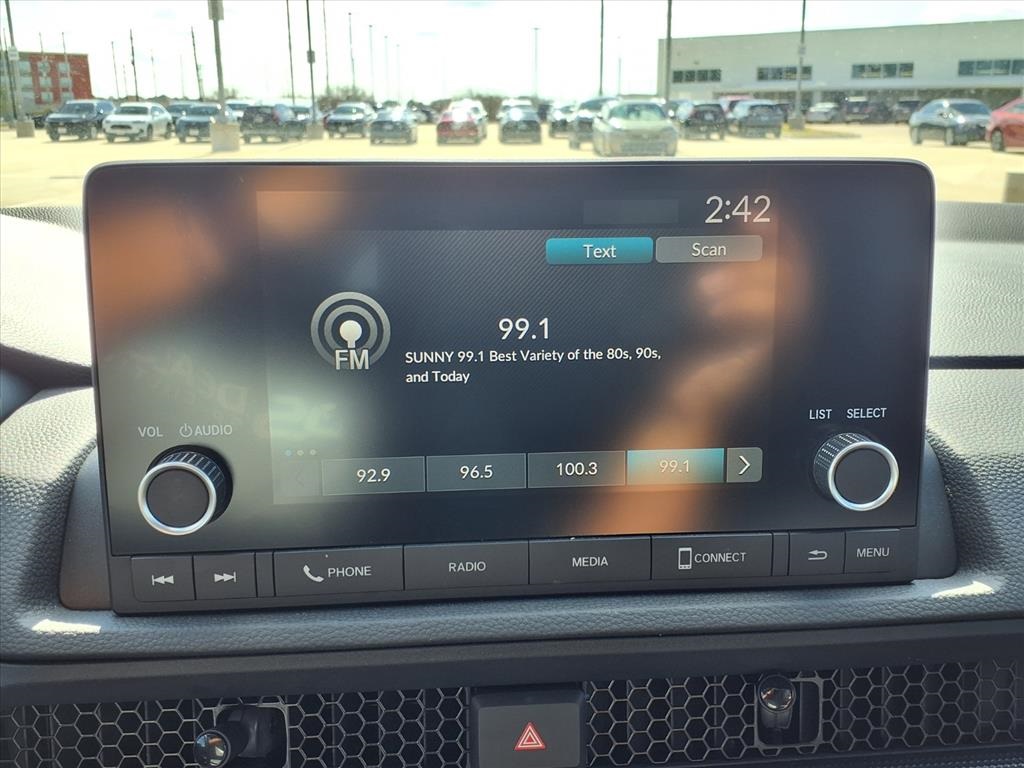 2:42
Text Scan
99.1
FM
SUNNY 99.1 Best Variety of the 80s, 90s,
and Today
VOL AUDIO
LIST SELECT
92.9 96.5 100.3 99.1
PHONE RADIO MEDIA CONNECT MENU